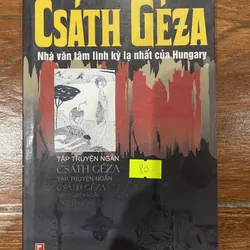 CSÁTH GÉZA
Nhà văn tâm linh kỳ lạ nhất của Hungary
TẬP TRUYỆN NGẮN
CSÁTH GÉZA
TẬP TRUYỆN NGẮN
CSÁTH GÉZA
80